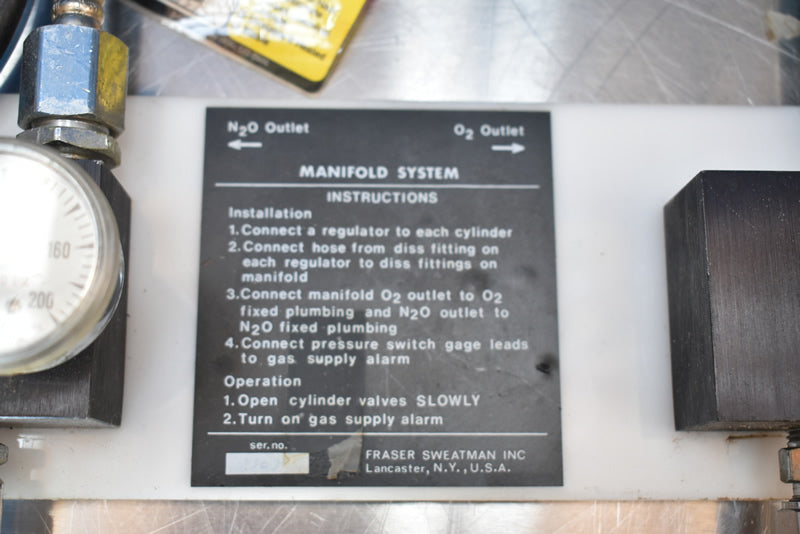 N2O Outlet
O2 Outlet
MANIFOLD SYSTEM
INSTRUCTIONS
Installation
1. Connect a regulator to each cylinder
2. Connect hose from diss fitting on
each regulator to diss fittings on
manifold
3. Connect manifold O2 outlet to O2
fixed plumbing and N2O outlet to
N2O fixed plumbing
4. Connect pressure switch gage leads
to gas supply alarm
Operation
1. Open cylinder valves SLOWLY
2. Turn on gas supply alarm
ser.no.
FRASER SWEATMAN INC
Lancaster, N.Y., U.S.A.
160
200